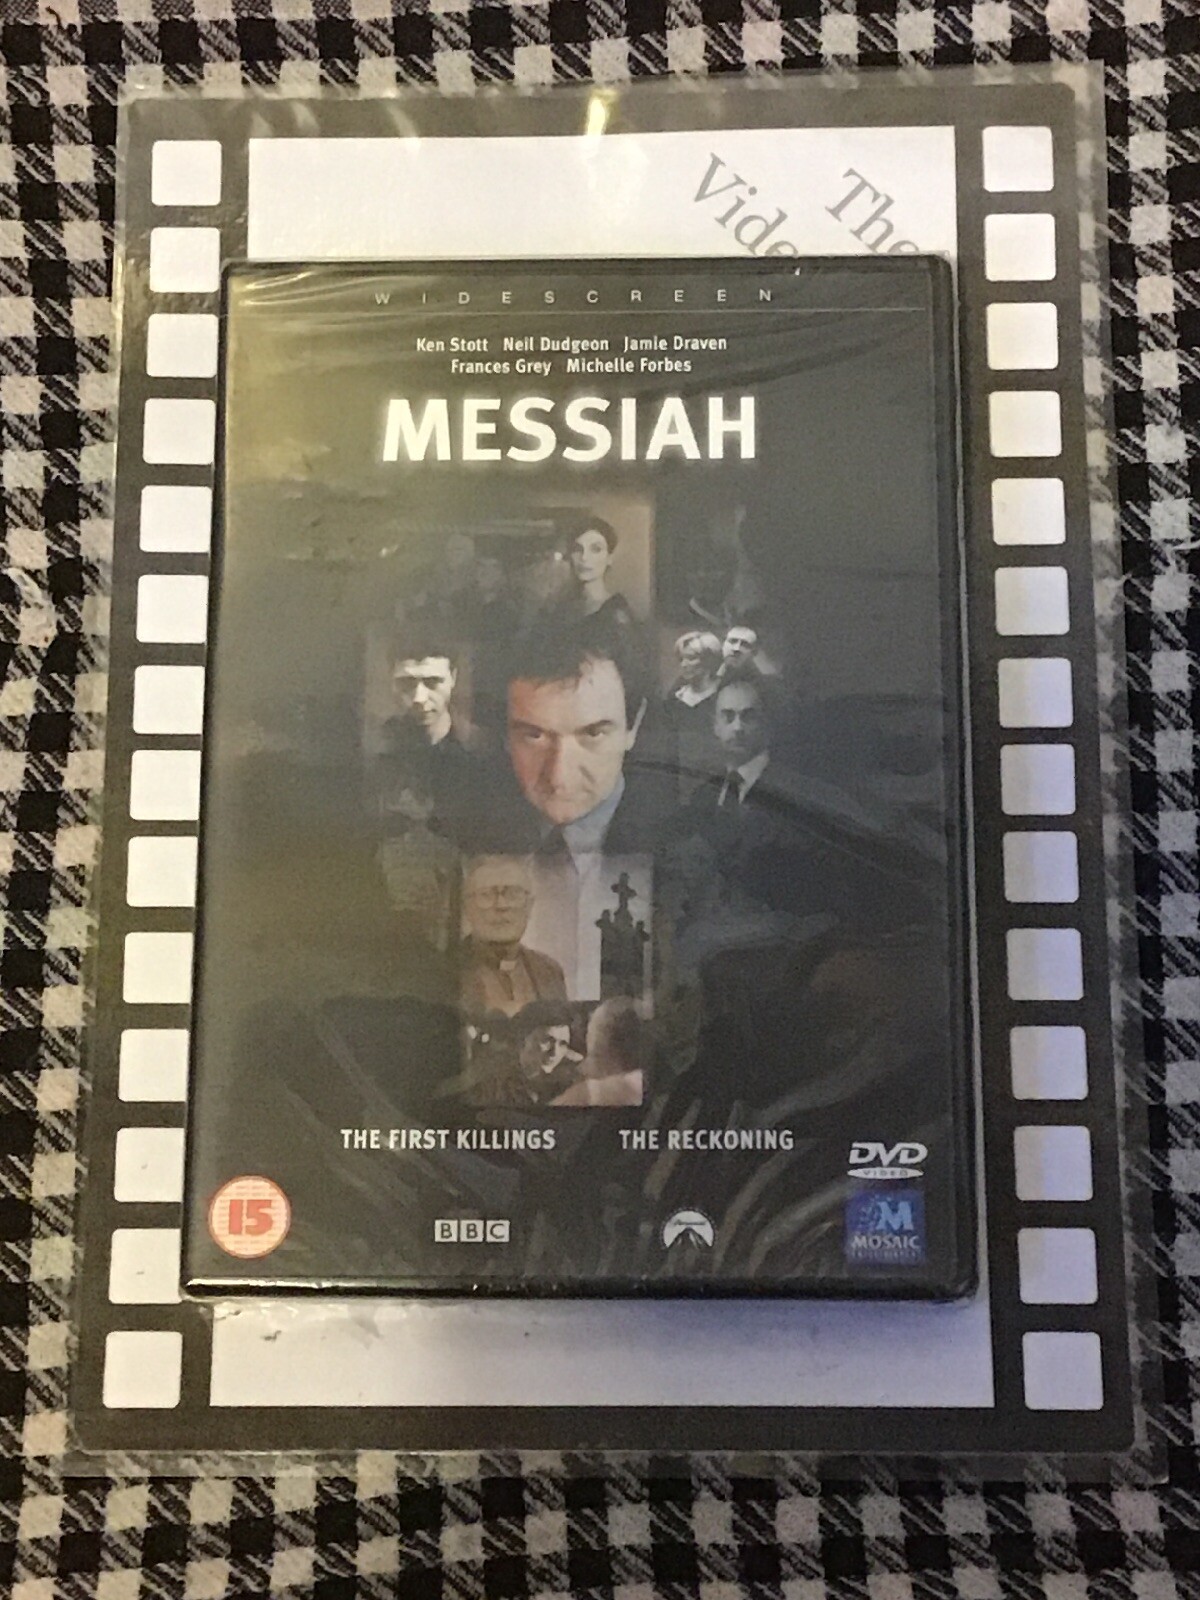 The
Vide
WIDESCREEN
Ken Stott Neil Dudgeon Jamie Draven
Frances Grey Michelle Forbes
MESSIAH
THE FIRST KILLINGS THE RECKONING
DVD
VIDEO
15
BBC
Paramount
M
MOSAIC